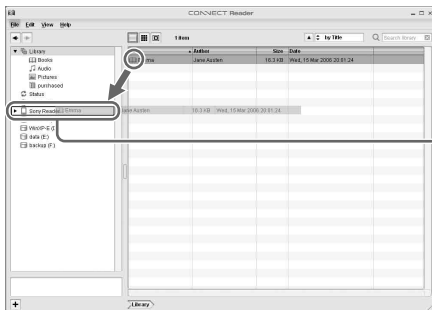 CONNECT Reader
File Edit View Help
1 Item
by Title
Search library
Library
Books
Audio
Pictures
purchased
Status
Sony Reader Emma
WinXP-E (
data (E:)
backup (F:)
Author Size Date
Emma Jane Austen 18.3 KB Wed, 15 Mar 2006 20:01:24
Jane Austen 18.3 KB Wed, 15 Mar 2006 20:01:24
Library